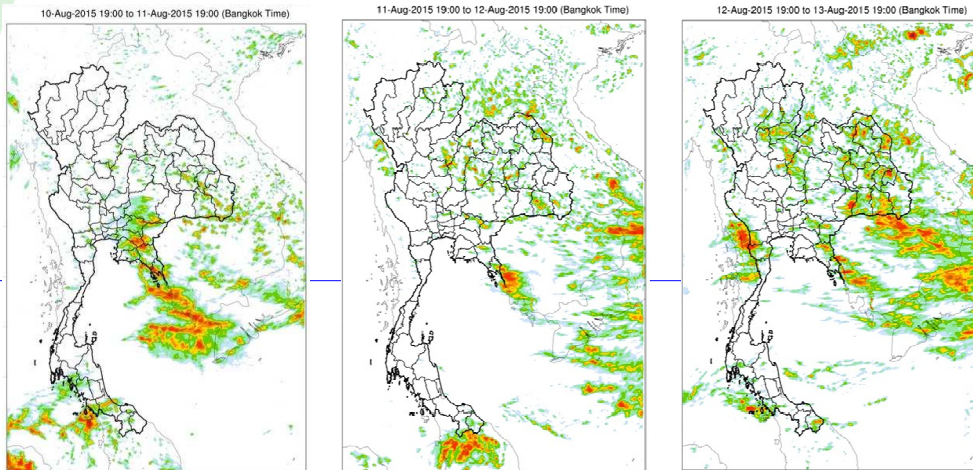 10-Aug-2015 19:00 to 11-Aug-2015 19:00 (Bangkok Time)
11-Aug-2015 19:00 to 12-Aug-2015 19:00 (Bangkok Time)
12-Aug-2015 19:00 to 13-Aug-2015 19:00 (Bangkok Time)